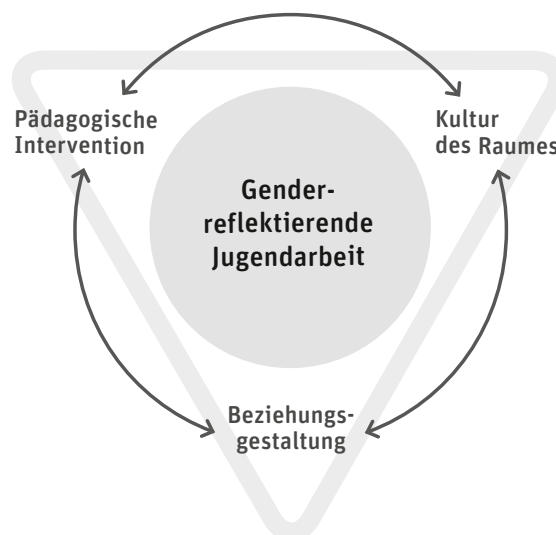 Pädagogische
Intervention
Kultur
des Raumes
Gender-
reflektierende
Jugendarbeit
Beziehungs-
gestaltung